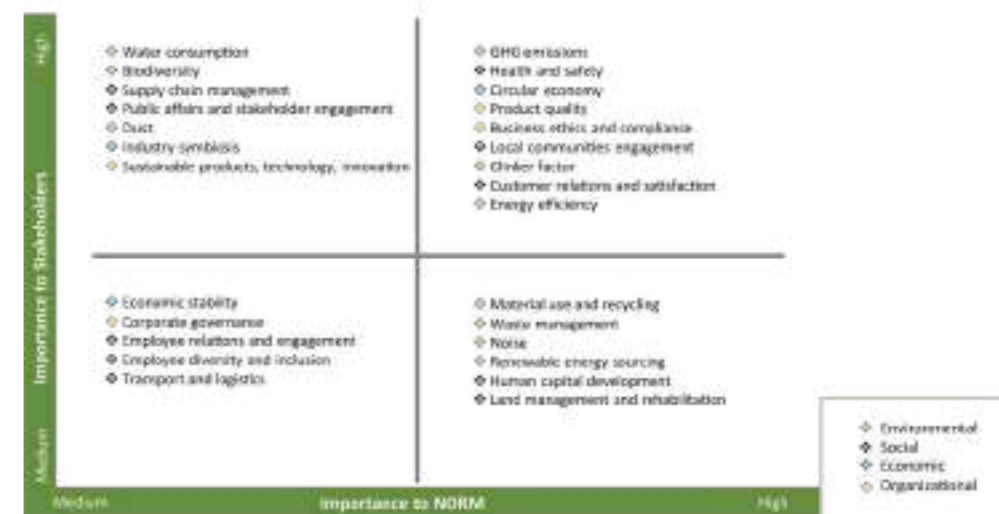 High
Importance to Stakeholders
Medium
Water consumption
Biodiversity
Supply chain management
Public affairs and stakeholder engagement
Dust
Industry symbiosis
Sustainable products, technology, innovation
GHG emissions
Health and safety
Circular economy
Product quality
Business ethics and compliance
Local communities engagement
Clinker factor
Customer relations and satisfaction
Energy efficiency
Economic stability
Corporate governance
Employee relations and engagement
Employee diversity and inclusion
Transport and logistics
Material use and recycling
Waste management
Noise
Renewable energy sourcing
Human capital development
Land management and rehabilitation
Environmental
Social
Economic
Organizational
Medium
Importance to NORM
High